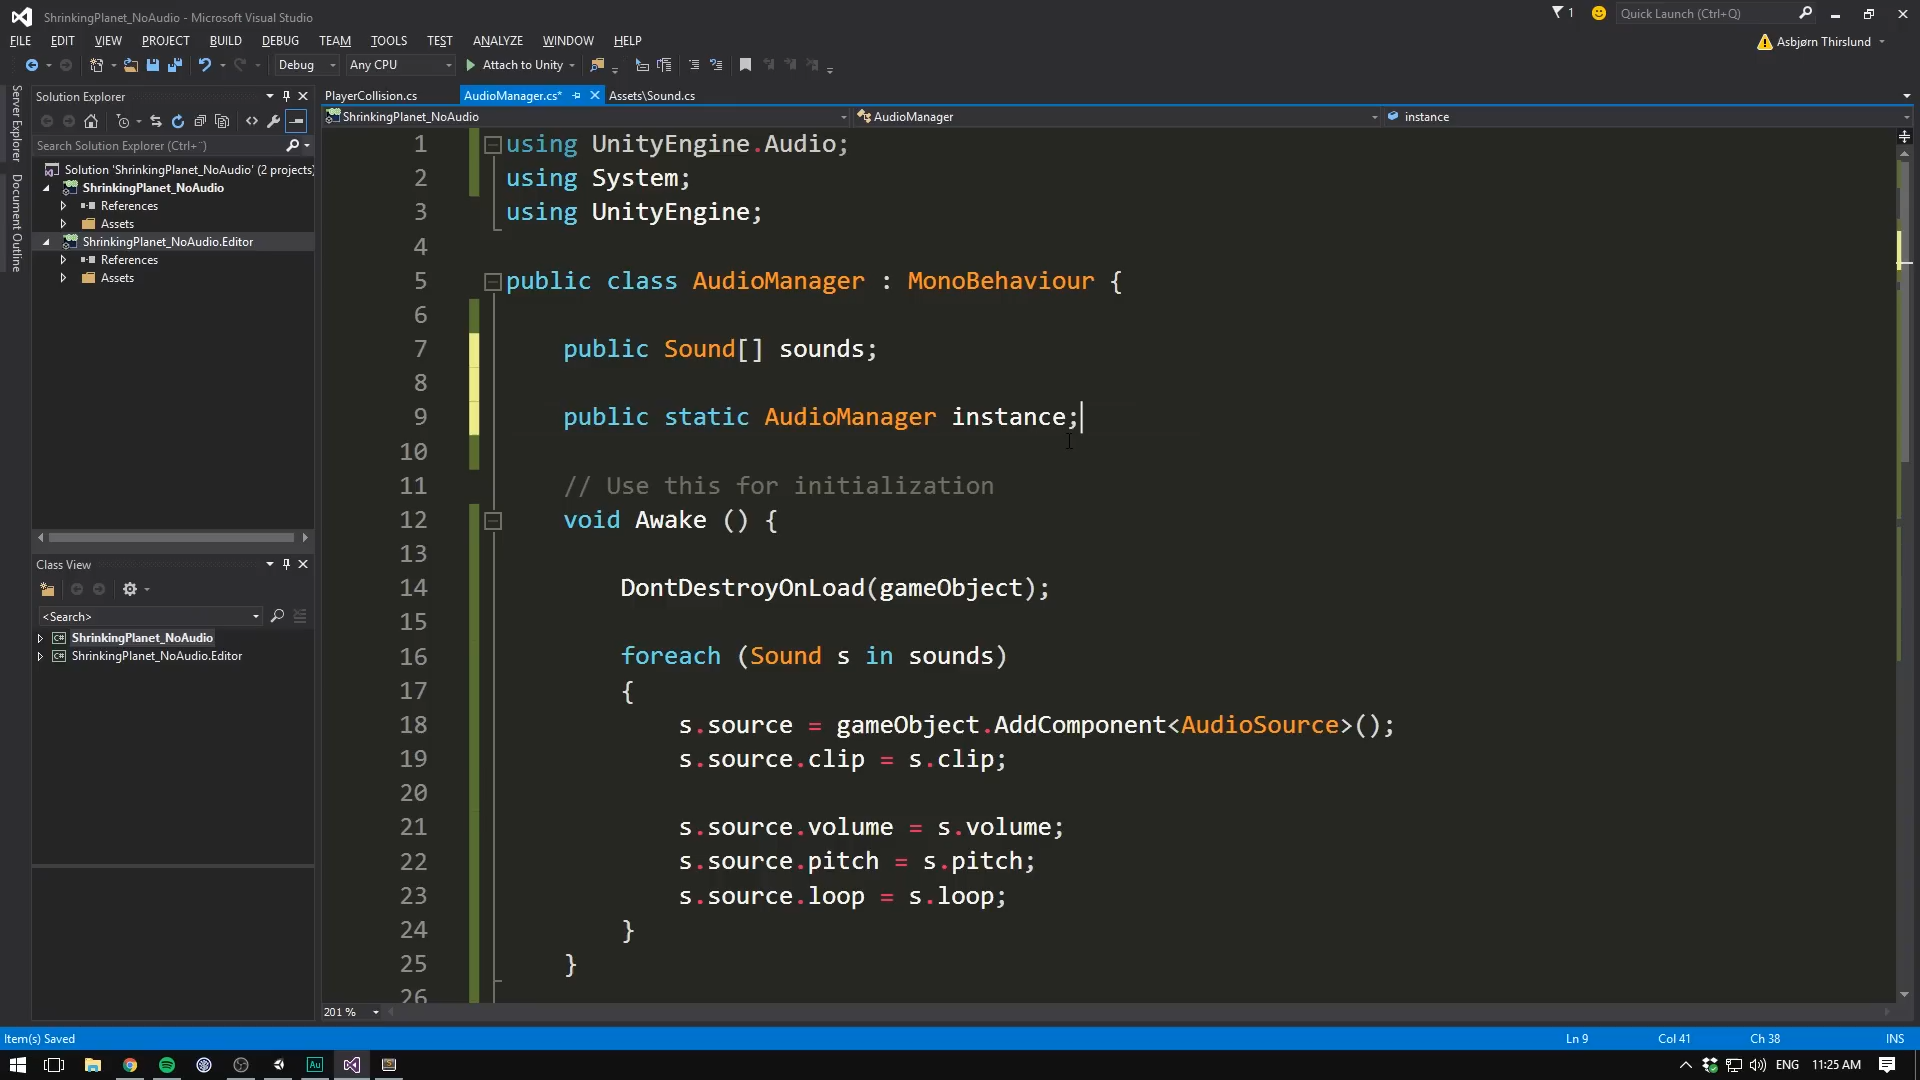 ShrinkingPlanet_NoAudio - Microsoft Visual Studio
1
Quick Launch (Ctrl+Q)
FILE EDIT VIEW PROJECT BUILD DEBUG TEAM TOOLS TEST ANALYZE WINDOW HELP
Asbjørn Thirslund
Debug Any CPU Attach to Unity
Server Explorer
Document Outline
Solution Explorer
Search Solution Explorer (Ctrl+¨)
Solution 'ShrinkingPlanet_NoAudio' (2 projects)
ShrinkingPlanet_NoAudio
References
Assets
ShrinkingPlanet_NoAudio.Editor
References
Assets
Class View
<Search>
ShrinkingPlanet_NoAudio
ShrinkingPlanet_NoAudio.Editor
PlayerCollision.cs AudioManager.cs* Assets\Sound.cs
ShrinkingPlanet_NoAudio AudioManager instance
1 using UnityEngine.Audio;
2 using System;
3 using UnityEngine;
4
5 public class AudioManager : MonoBehaviour {
6
7 public Sound[] sounds;
8
9 public static AudioManager instance;
10
11 // Use this for initialization
12 void Awake () {
13
14 DontDestroyOnLoad(gameObject);
15
16 foreach (Sound s in sounds)
17 {
18 s.source = gameObject.AddComponent<AudioSource>();
19 s.source.clip = s.clip;
20
21 s.source.volume = s.volume;
22 s.source.pitch = s.pitch;
23 s.source.loop = s.loop;
24 }
25 }
26
201 %
Item(s) Saved Ln 9 Col 41 Ch 38 INS
Au
ENG 11:25 AM